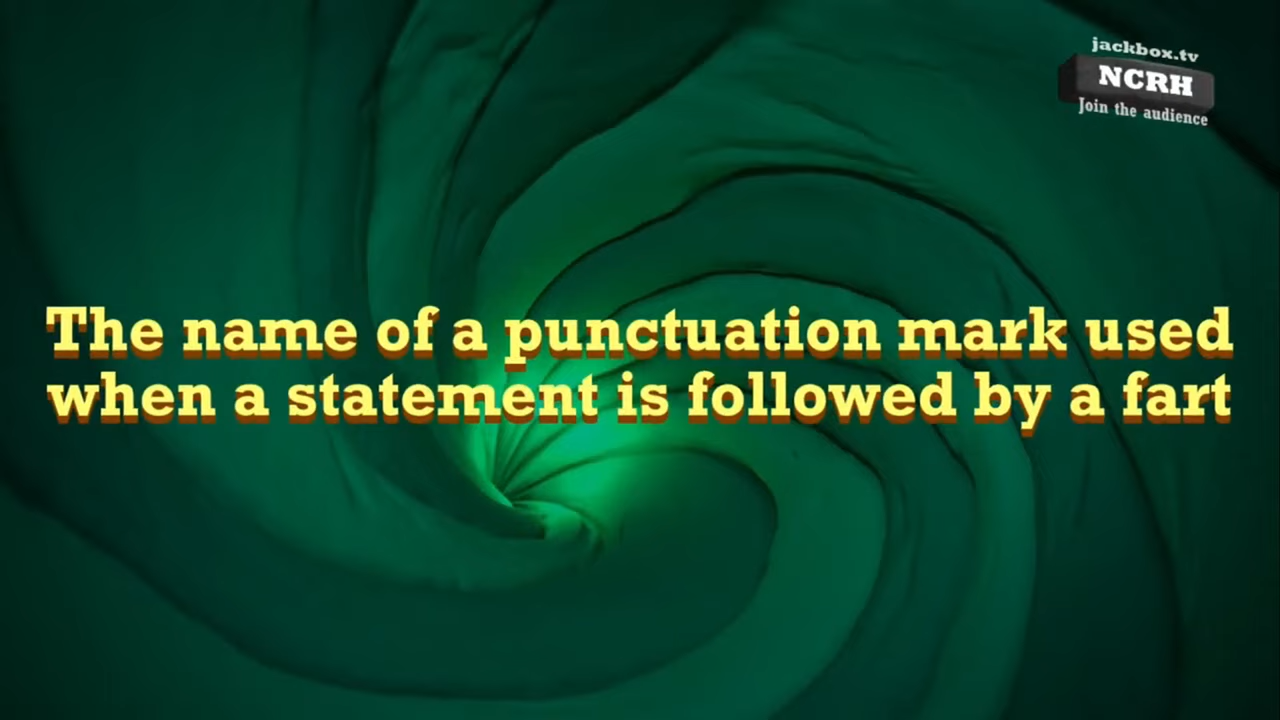 jackbox.tv
NCRH
Join the audience
The name of a punctuation mark used
when a statement is followed by a fart